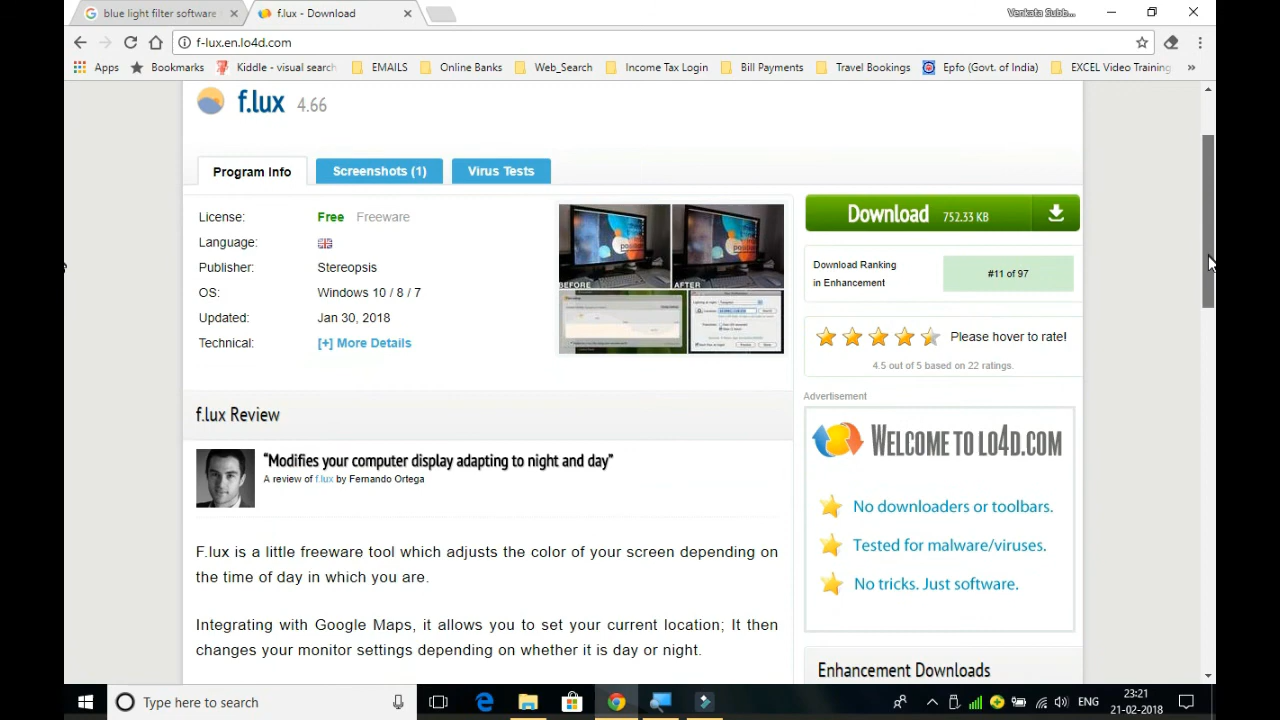 blue light filter software
f.lux - Download
Venkata Subb...
f-lux.en.lo4d.com
Apps
Bookmarks
Kiddle - visual search
EMAILS
Online Banks
Web_Search
Income Tax Login
Bill Payments
Travel Bookings
Epfo (Govt. of India)
EXCEL Video Training
»
f.lux 4.66
Program Info
Screenshots (1)
Virus Tests
License: Free Freeware
Language:
Publisher: Stereopsis
OS: Windows 10 / 8 / 7
Updated: Jan 30, 2018
Technical: [+] More Details
BEFORE
AFTER
Download 752.33 KB
Download Ranking
in Enhancement
#11 of 97
Please hover to rate!
4.5 out of 5 based on 22 ratings.
Advertisement
WELCOME TO LO4D.COM
No downloaders or toolbars.
Tested for malware/viruses.
No tricks. Just software.
Enhancement Downloads
f.lux Review
"Modifies your computer display adapting to night and day"
A review of f.lux by Fernando Ortega
F.lux is a little freeware tool which adjusts the color of your screen depending on
the time of day in which you are.
Integrating with Google Maps, it allows you to set your current location; It then
changes your monitor settings depending on whether it is day or night.
Type here to search
ENG
23:21
21-02-2018